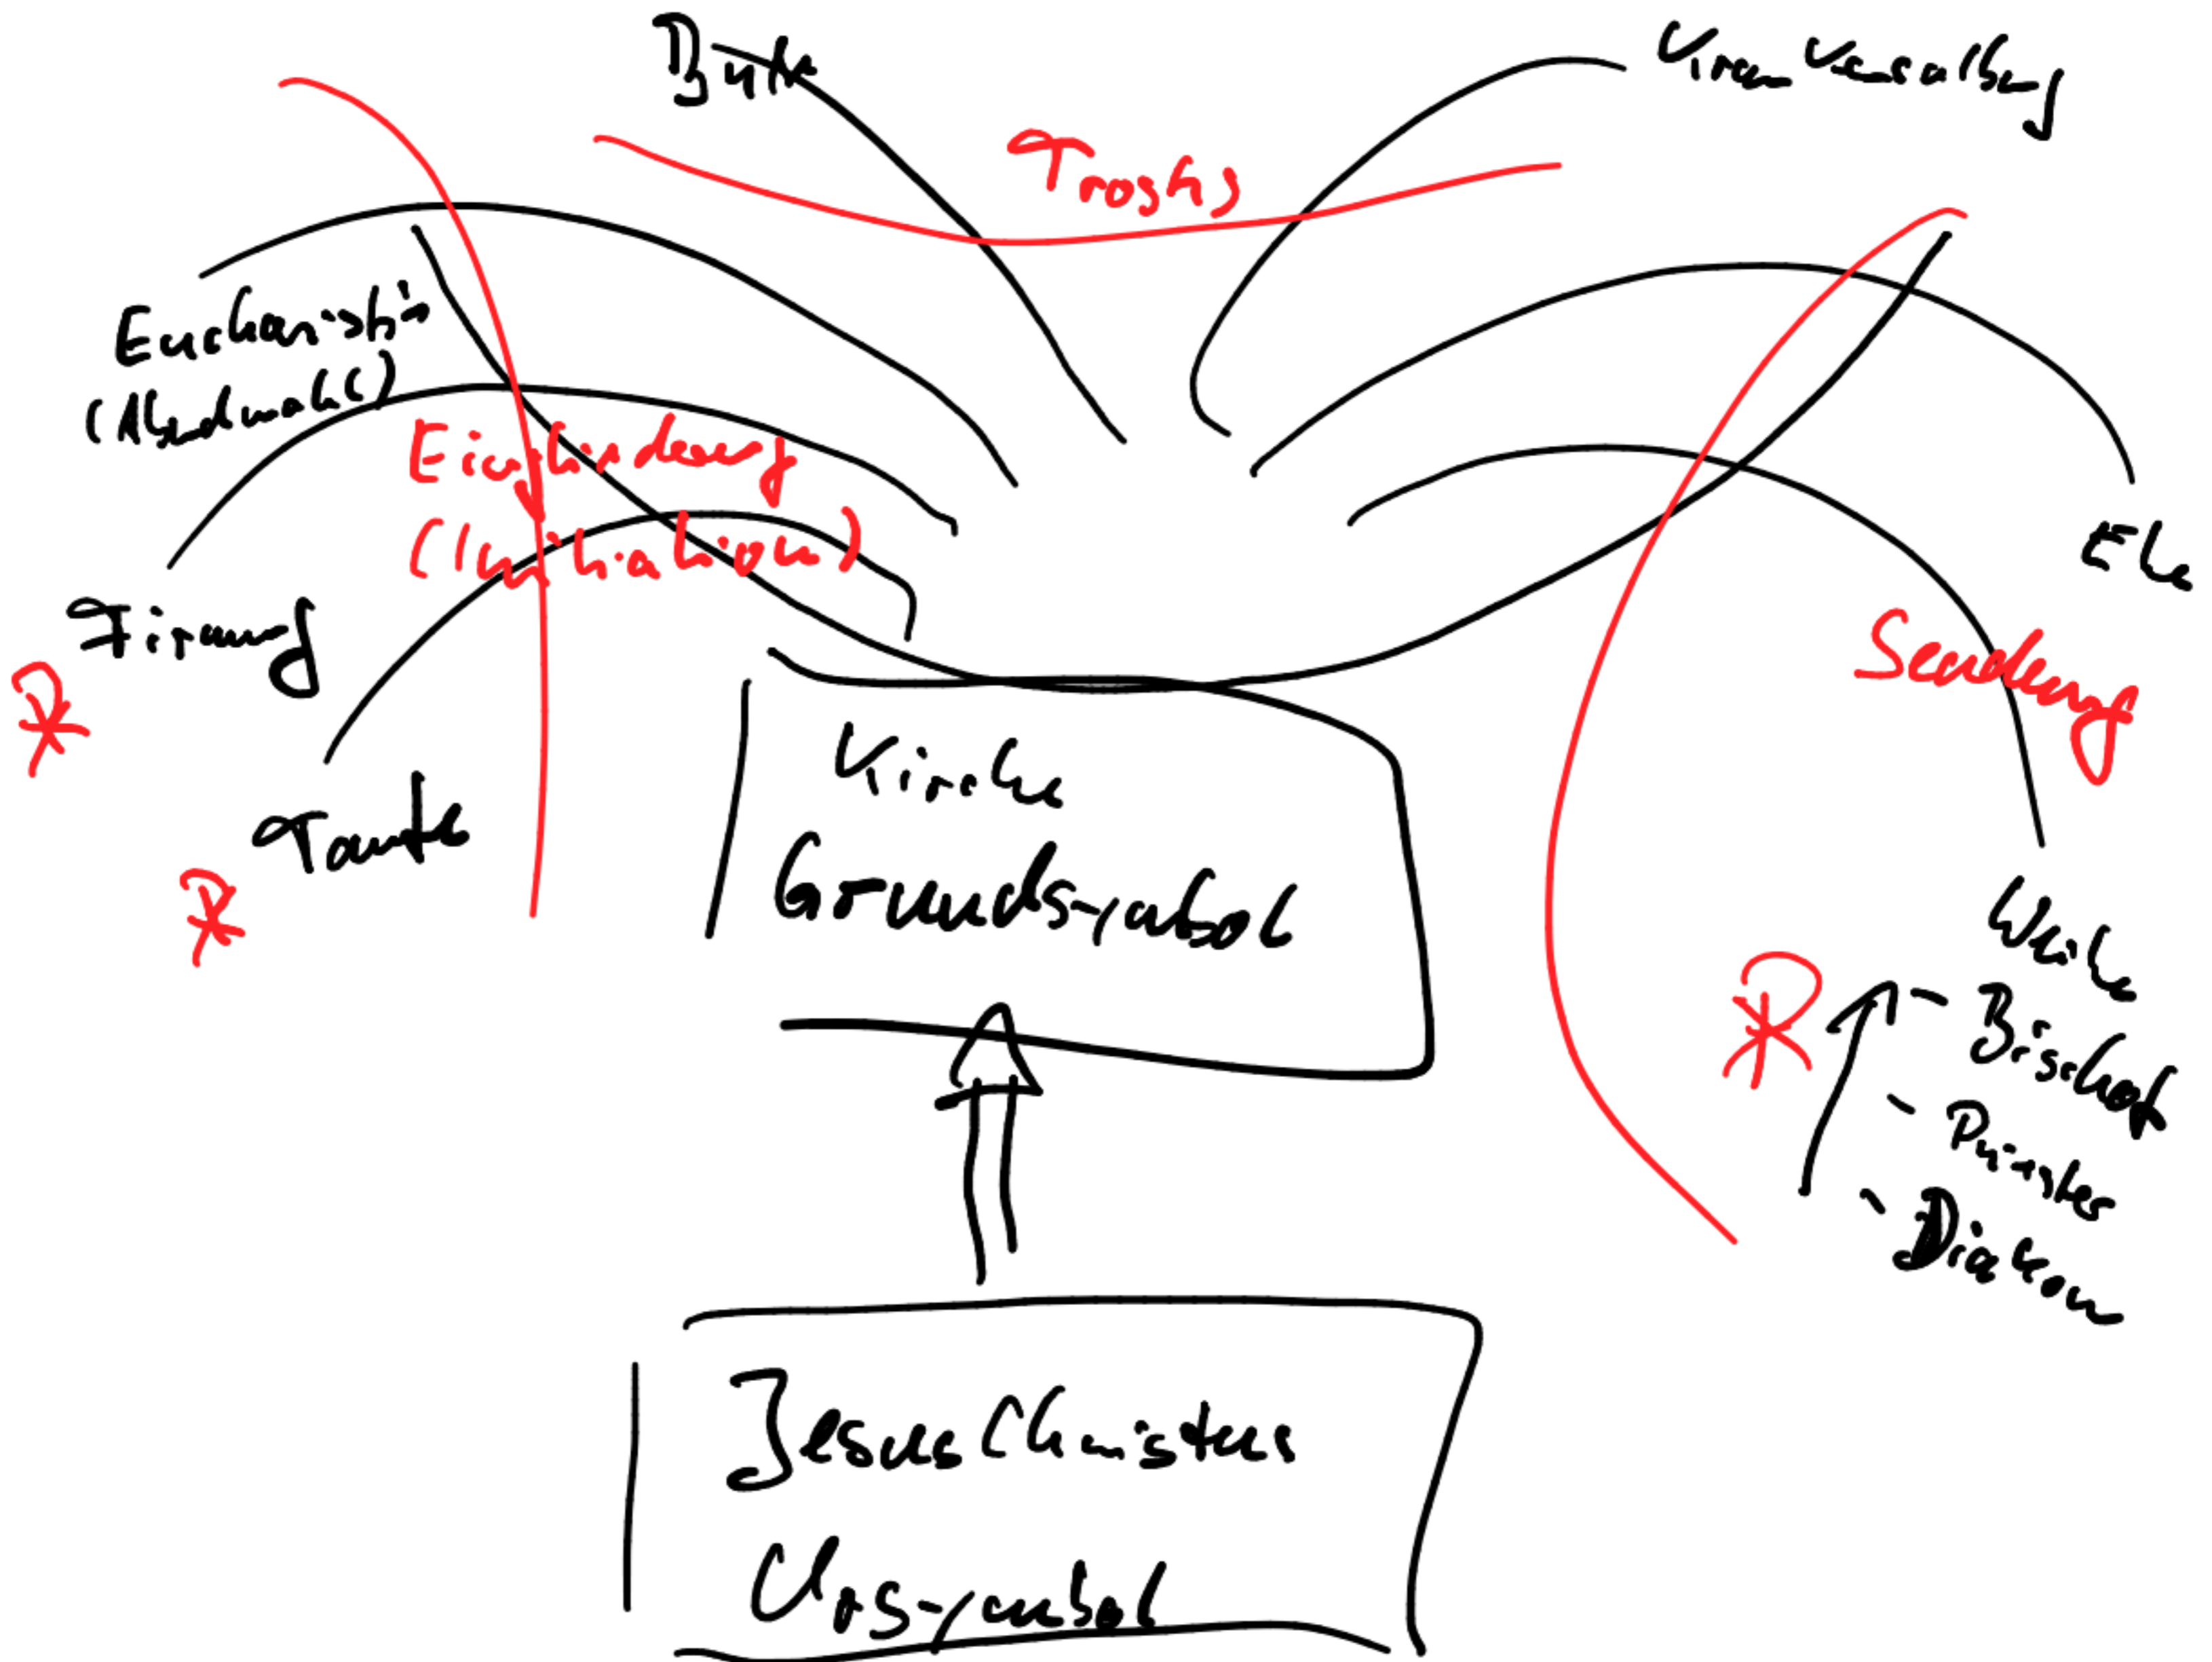 Buße
Krankensalbung
Trost
Eucharistie
(Abendmahl)
Eingliederung
(Initiation)
Ehe
Firmung
Sendung
Taufe
Kirche
Grundsymbol
Weihe
- Bischof
- Priester
- Diakon
Jesus Christus
Ursymbol